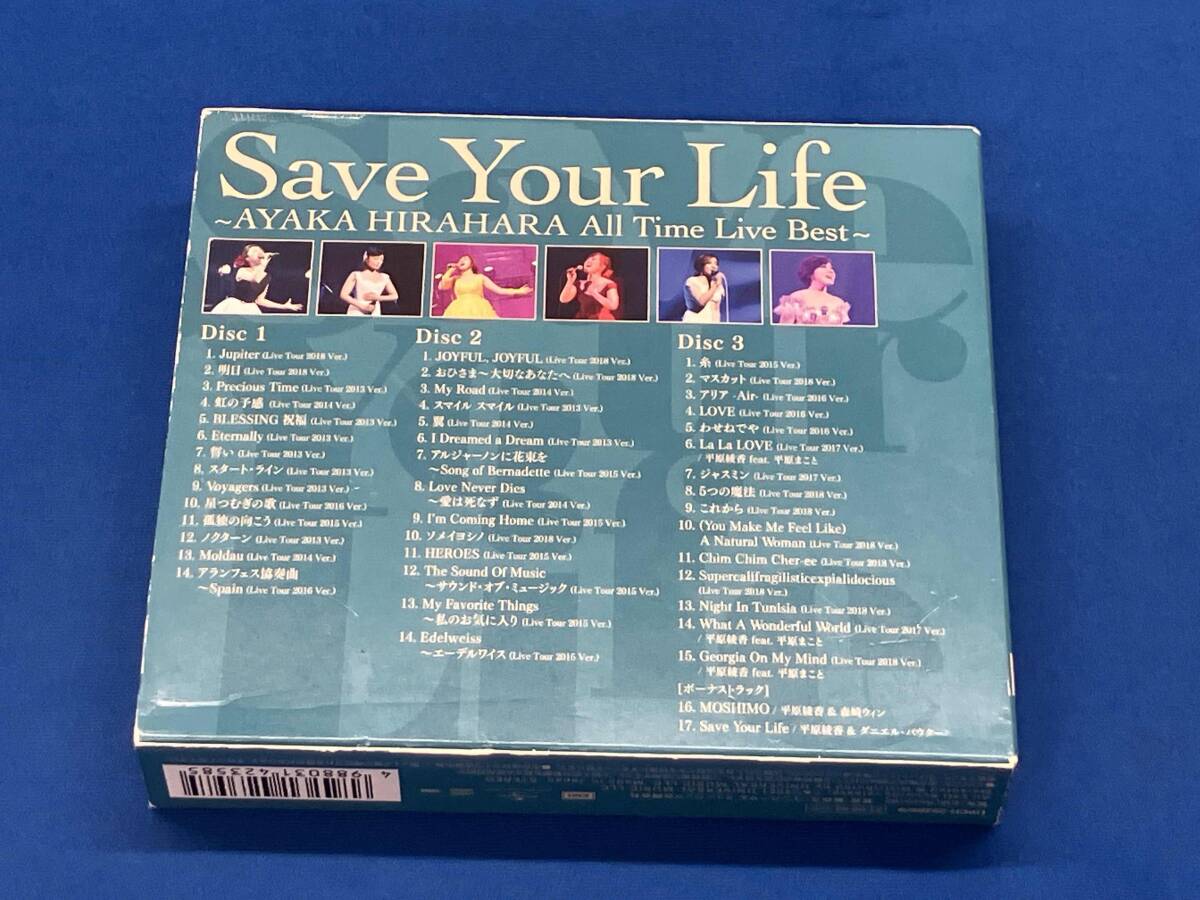 Save Your Life
~AYAKA HIRAHARA All Time Live Best~
Disc 1
1. Jupiter (Live Tour 2018 Ver.)
2. 明日 (Live Tour 2018 Ver.)
3. Precious Time (Live Tour 2013 Ver.)
4. 虹の予感 (Live Tour 2014 Ver.)
5. BLESSING 祝福 (Live Tour 2013 Ver.)
6. Eternally (Live Tour 2013 Ver.)
7. 誓い (Live Tour 2013 Ver.)
8. スタート・ライン (Live Tour 2013 Ver.)
9. Voyagers (Live Tour 2013 Ver.)
10. 星つむぎの歌 (Live Tour 2016 Ver.)
11. 孤独の向こう (Live Tour 2015 Ver.)
12. ノクターン (Live Tour 2013 Ver.)
13. Moldau (Live Tour 2014 Ver.)
14. アランフェス協奏曲
~Spain (Live Tour 2016 Ver.)
Disc 2
1. JOYFUL, JOYFUL (Live Tour 2018 Ver.)
2. おひさま~大切なあなたへ (Live Tour 2018 Ver.)
3. My Road (Live Tour 2014 Ver.)
4. スマイル スマイル (Live Tour 2013 Ver.)
5. 翼 (Live Tour 2014 Ver.)
6. I Dreamed a Dream (Live Tour 2013 Ver.)
7. アルジャーノンに花束を
~Song of Bernadette (Live Tour 2015 Ver.)
8. Love Never Dies
~愛は死なず (Live Tour 2014 Ver.)
9. I'm Coming Home (Live Tour 2015 Ver.)
10. ソメイヨシノ (Live Tour 2018 Ver.)
11. HEROES (Live Tour 2015 Ver.)
12. The Sound Of Music
~サウンド・オブ・ミュージック (Live Tour 2015 Ver.)
13. My Favorite Things
~私のお気に入り (Live Tour 2015 Ver.)
14. Edelweiss
~エーデルワイス (Live Tour 2015 Ver.)
Disc 3
1. 糸 (Live Tour 2015 Ver.)
2. マスカット (Live Tour 2018 Ver.)
3. アリア -Air- (Live Tour 2016 Ver.)
4. LOVE (Live Tour 2016 Ver.)
5. わせねでや (Live Tour 2016 Ver.)
6. La La LOVE (Live Tour 2017 Ver.)
/ 平原綾香 feat. 平原まこと
7. ジャスミン (Live Tour 2017 Ver.)
8. 5つの魔法 (Live Tour 2018 Ver.)
9. これから (Live Tour 2018 Ver.)
10. (You Make Me Feel Like)
A Natural Woman (Live Tour 2018 Ver.)
11. Chim Chim Cher-ee (Live Tour 2018 Ver.)
12. Supercalifragilisticexpialidocious
(Live Tour 2018 Ver.)
13. Night In Tunisia (Live Tour 2018 Ver.)
14. What A Wonderful World (Live Tour 2017 Ver.)
/ 平原綾香 feat. 平原まこと
15. Georgia On My Mind (Live Tour 2018 Ver.)
/ 平原綾香 feat. 平原まこと
[ボーナストラック]
16. MOSHIMO / 平原綾香 & 森崎ウィン
17. Save Your Life / 平原綾香 & ダニエル・パウター
4988031423585
EMI